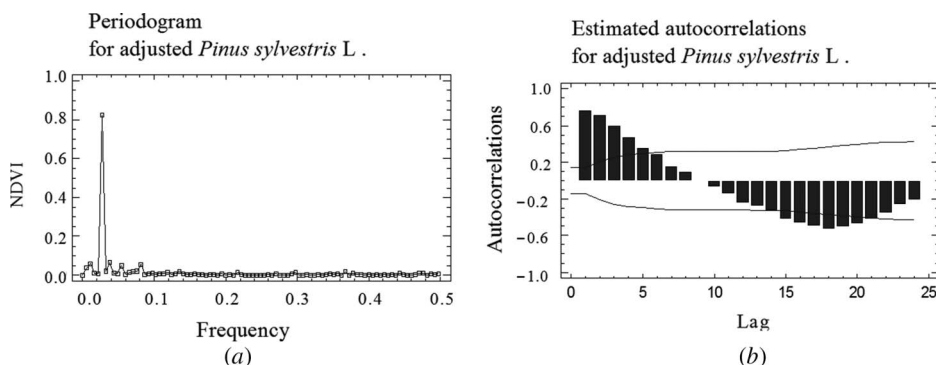 Periodogram
for adjusted Pinus sylvestris L .
NDVI
1.0
0.8
0.6
0.4
0.2
0.0
0.0 0.1 0.2 0.3 0.4 0.5
Frequency
(a)
Estimated autocorrelations
for adjusted Pinus sylvestris L .
Autocorrelations
1.0
0.6
0.2
−0.2
−0.6
−1.0
0 5 10 15 20 25
Lag
(b)